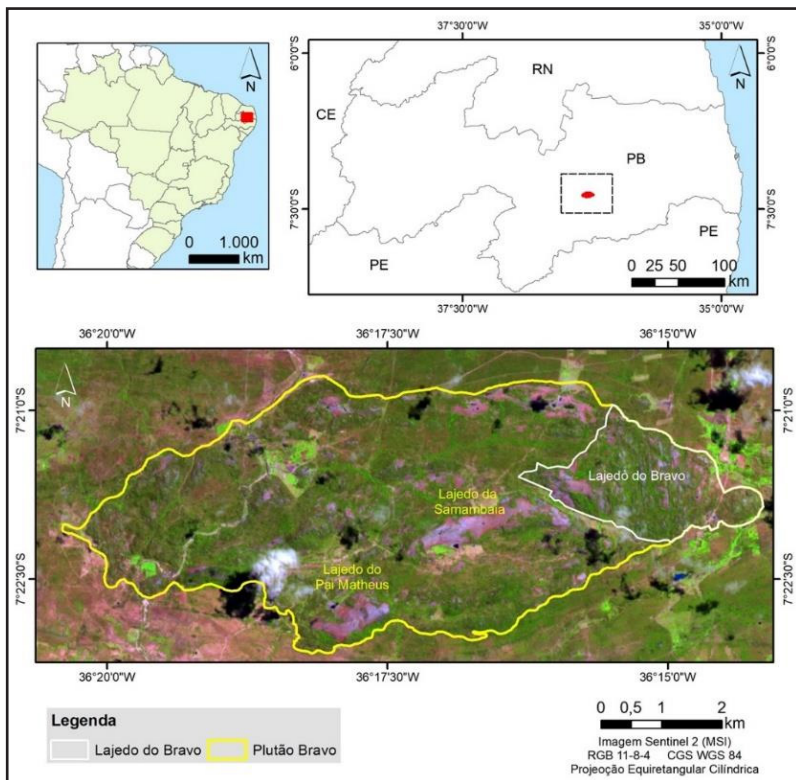 N
0 1.000
km
37°30'0"W 35°0'0"W
6°0'0"S
7°30'0"S
6°0'0"S
7°30'0"S
RN
CE
PB
PE
PE
N
0 25 50 100
km
37°30'0"W 35°0'0"W
36°20'0"W 36°17'30"W 36°15'0"W
7°21'0"S
7°22'30"S
7°21'0"S
7°22'30"S
N
Lajedo do Bravo
Lajedo da
Samambaia
Lajedo do
Pai Matheus
36°20'0"W 36°17'30"W 36°15'0"W
Legenda
Lajedo do Bravo Plutão Bravo
0 0,5 1 2
km
Imagem Sentinel 2 (MSI)
RGB 11-8-4 CGS WGS 84
Projeoção Equiretangular Cilíndrica